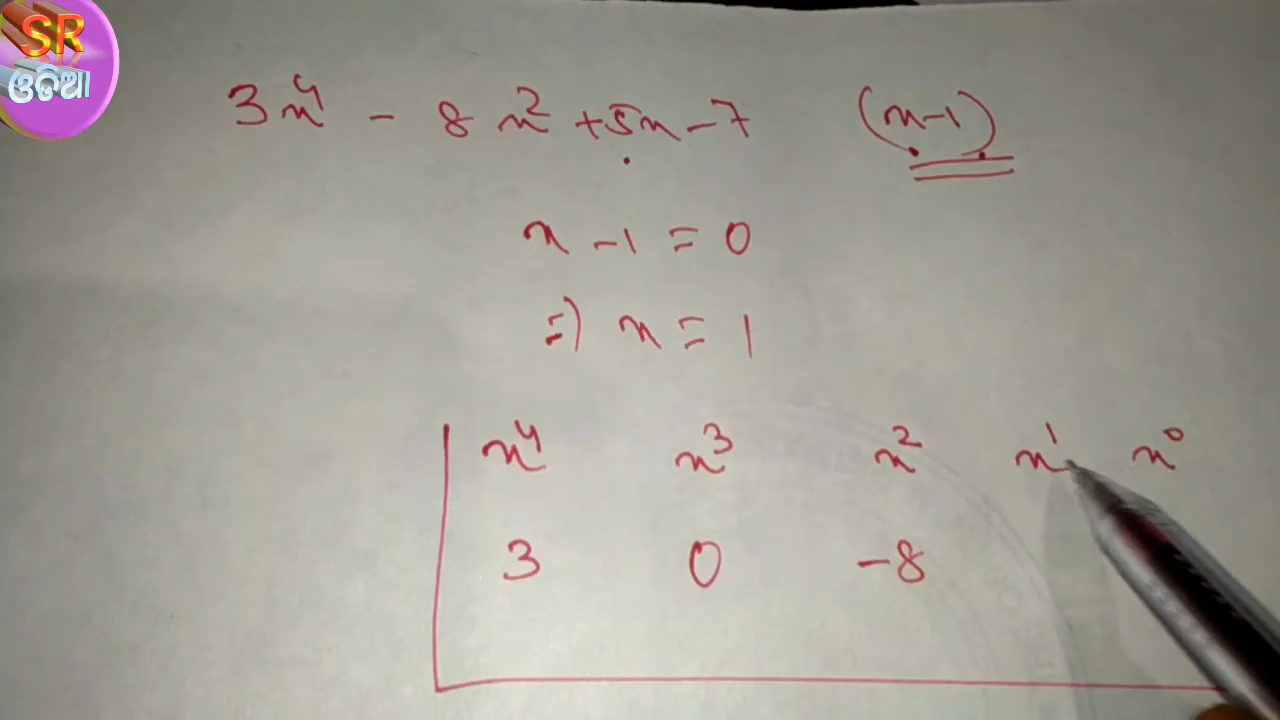 SR
ଓଡ଼ିଆ
3x⁴ - 8x² + 5x - 7 (x-1)
x - 1 = 0
=) x = 1
x⁴ x³ x² x¹ x⁰
3 0 -8